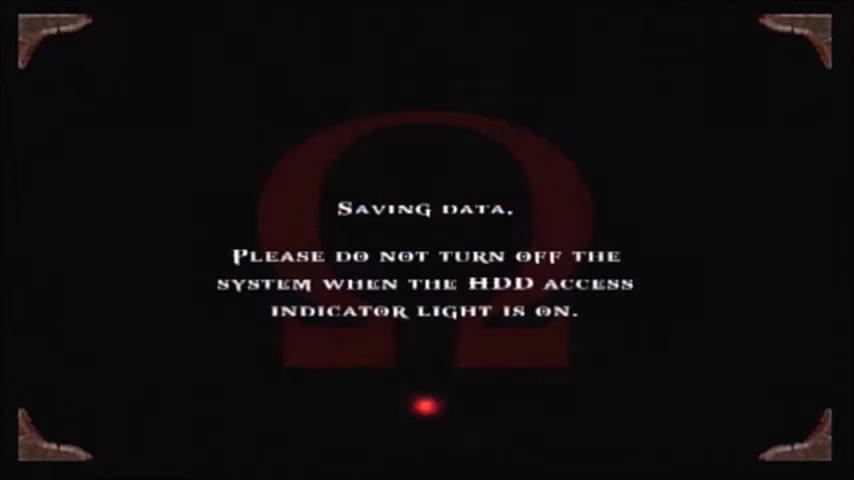 Saving data.
Please do not turn off the
system when the HDD access
indicator light is on.